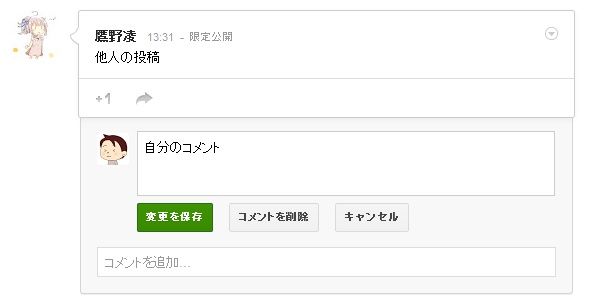 鷹野凌 13:31 - 限定公開
他人の投稿
+1
自分のコメント
変更を保存 コメントを削除 キャンセル
コメントを追加...